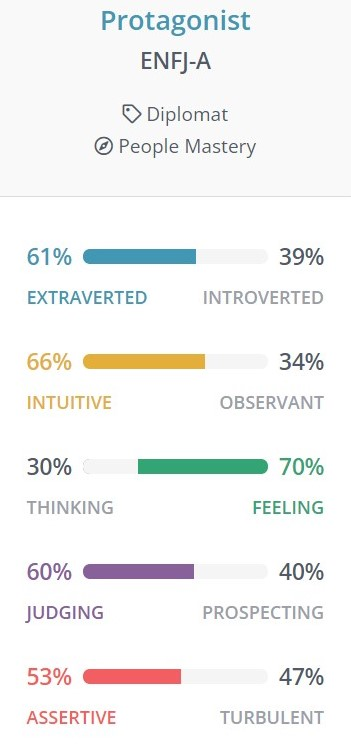 Protagonist
ENFJ-A
Diplomat
People Mastery
61% 39%
EXTRAVERTED INTROVERTED
66% 34%
INTUITIVE OBSERVANT
30% 70%
THINKING FEELING
60% 40%
JUDGING PROSPECTING
53% 47%
ASSERTIVE TURBULENT